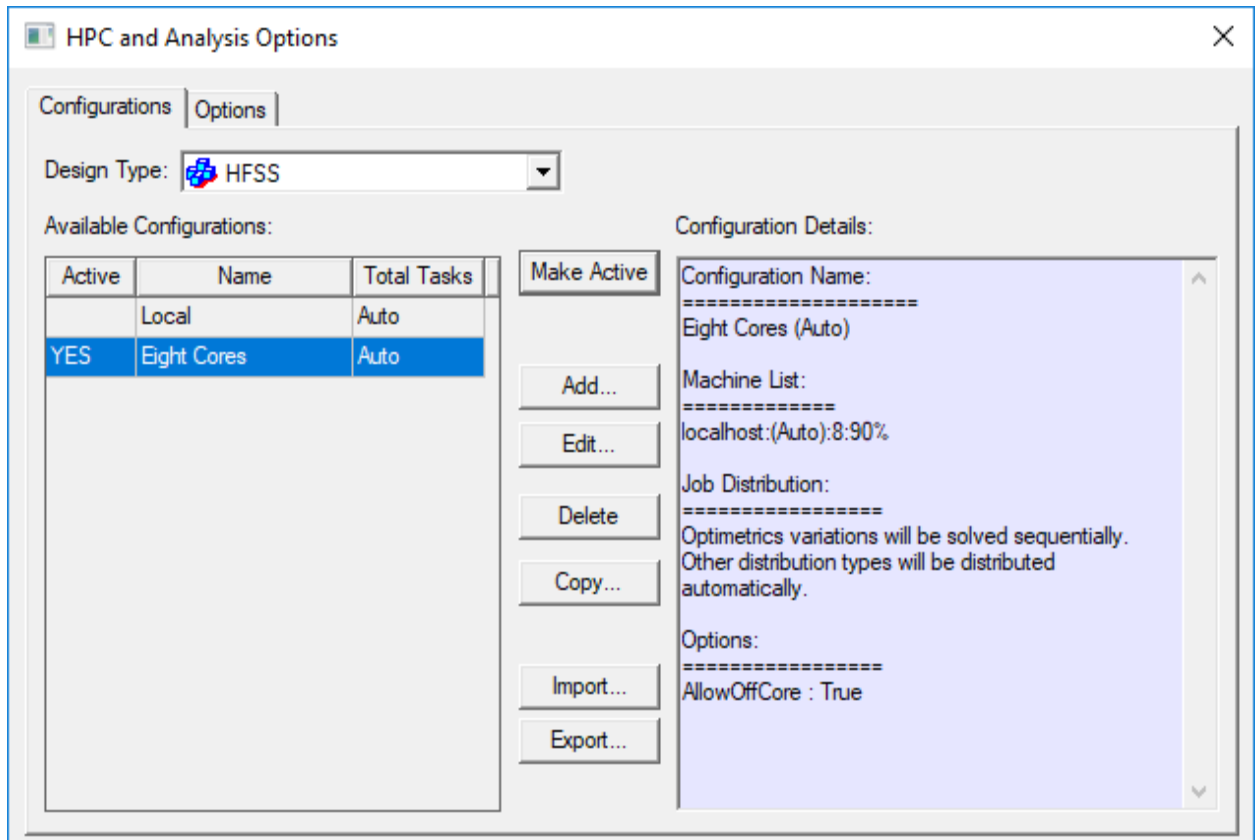 HPC and Analysis Options
Configurations
Options
Design Type: HFSS
Available Configurations:
Active Name Total Tasks
Local Auto
YES Eight Cores Auto
Make Active
Add...
Edit...
Delete
Copy...
Import...
Export...
Configuration Details:
Configuration Name:
====================
Eight Cores (Auto)
Machine List:
=============
localhost:(Auto):8:90%
Job Distribution:
=================
Optimetrics variations will be solved sequentially.
Other distribution types will be distributed
automatically.
Options:
=================
AllowOffCore : True